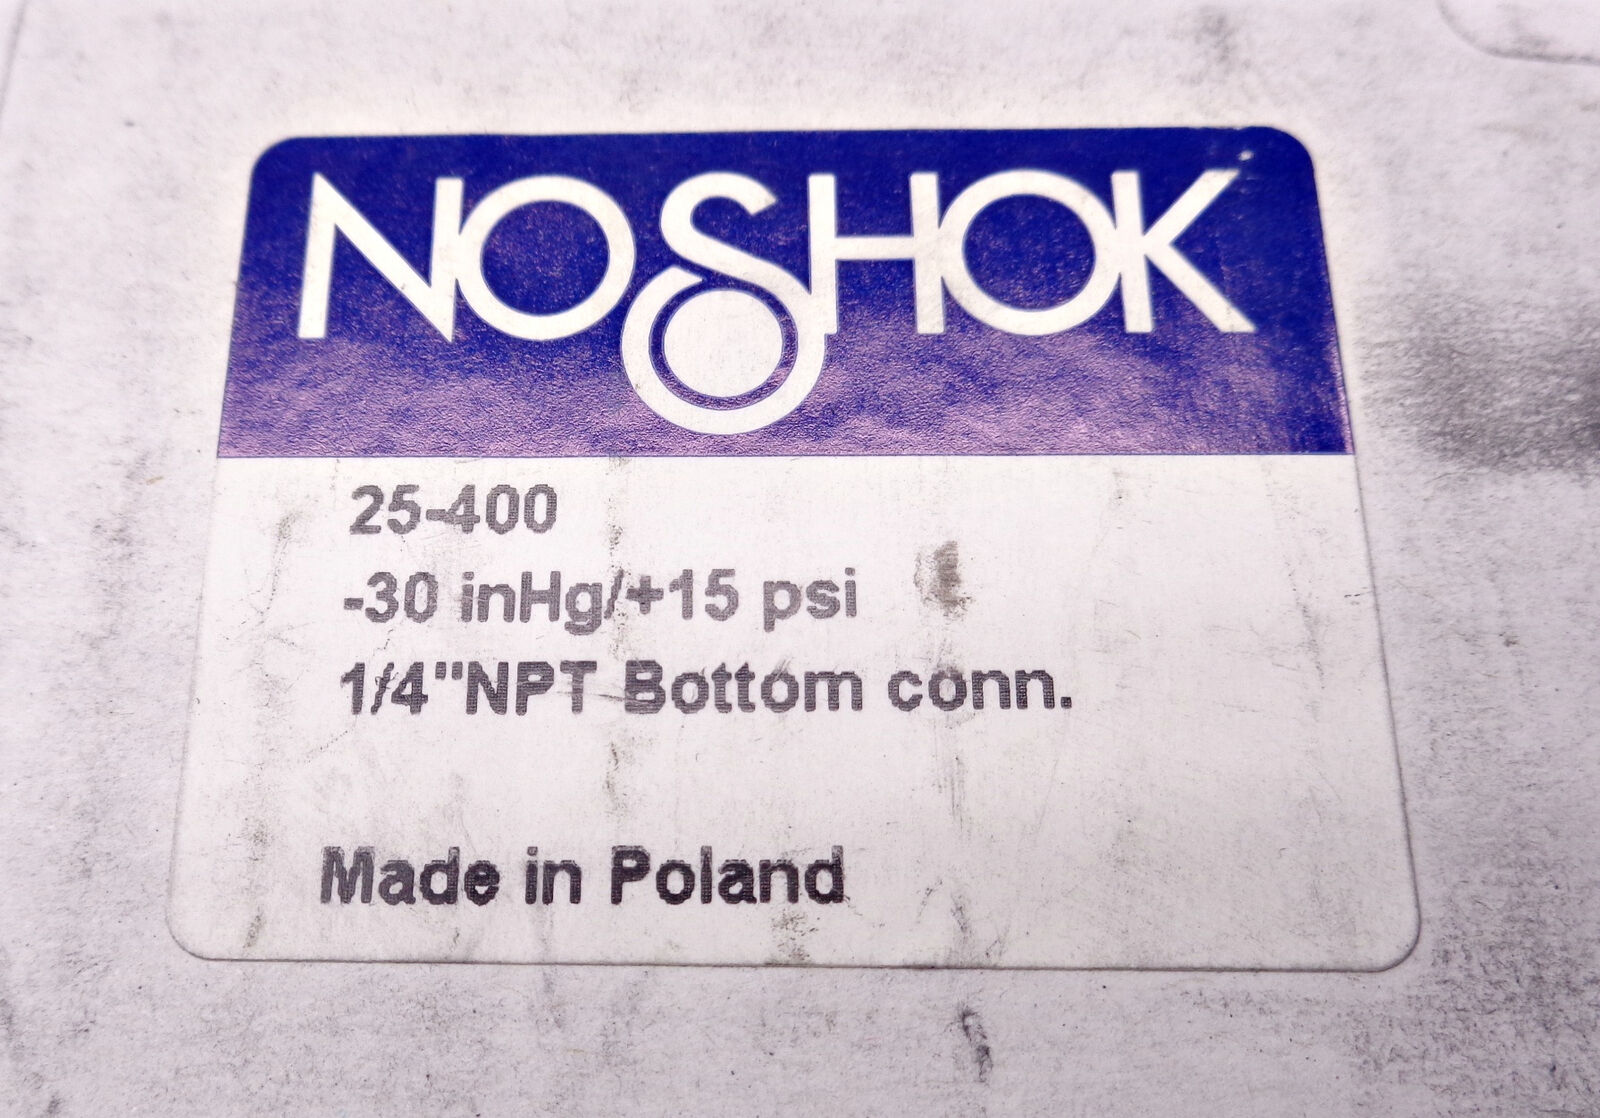 NOSHOK
25-400
-30 inHg/+15 psi
1/4"NPT Bottom conn.
Made in Poland